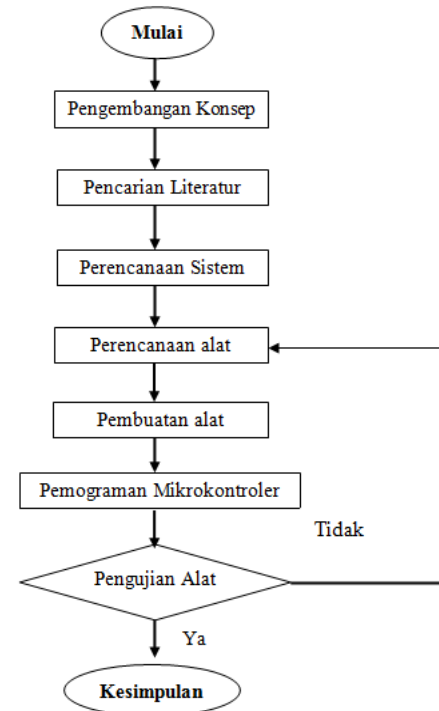 Mulai
Pengembangan Konsep
Pencarian Literatur
Perencanaan Sistem
Perencanaan alat
Pembuatan alat
Pemograman Mikrokontroler
Tidak
Pengujian Alat
Ya
Kesimpulan